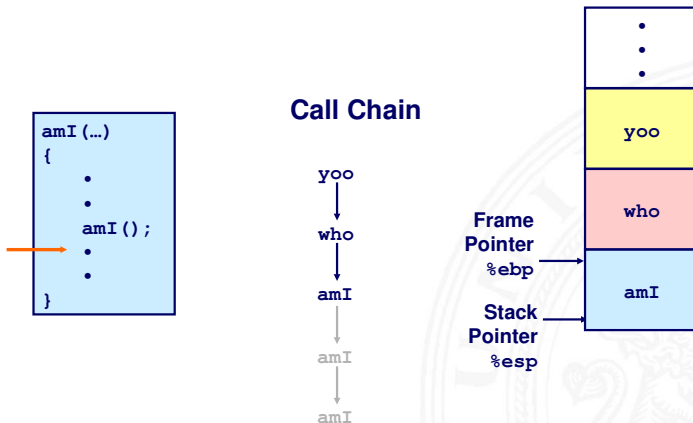 Call Chain
amI(…)
{
•
•
amI();
•
•
}
yoo
who
amI
amI
amI
Frame
Pointer
%ebp
Stack
Pointer
%esp
•
•
•
yoo
who
amI